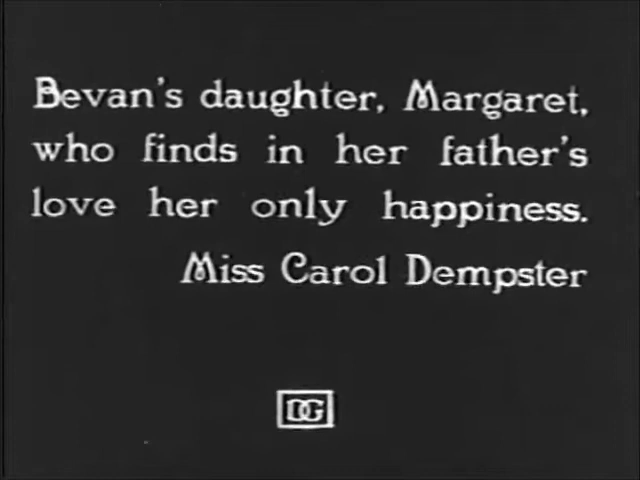 Bevan's daughter, Margaret,
who finds in her father's
love her only happiness.
Miss Carol Dempster
DG